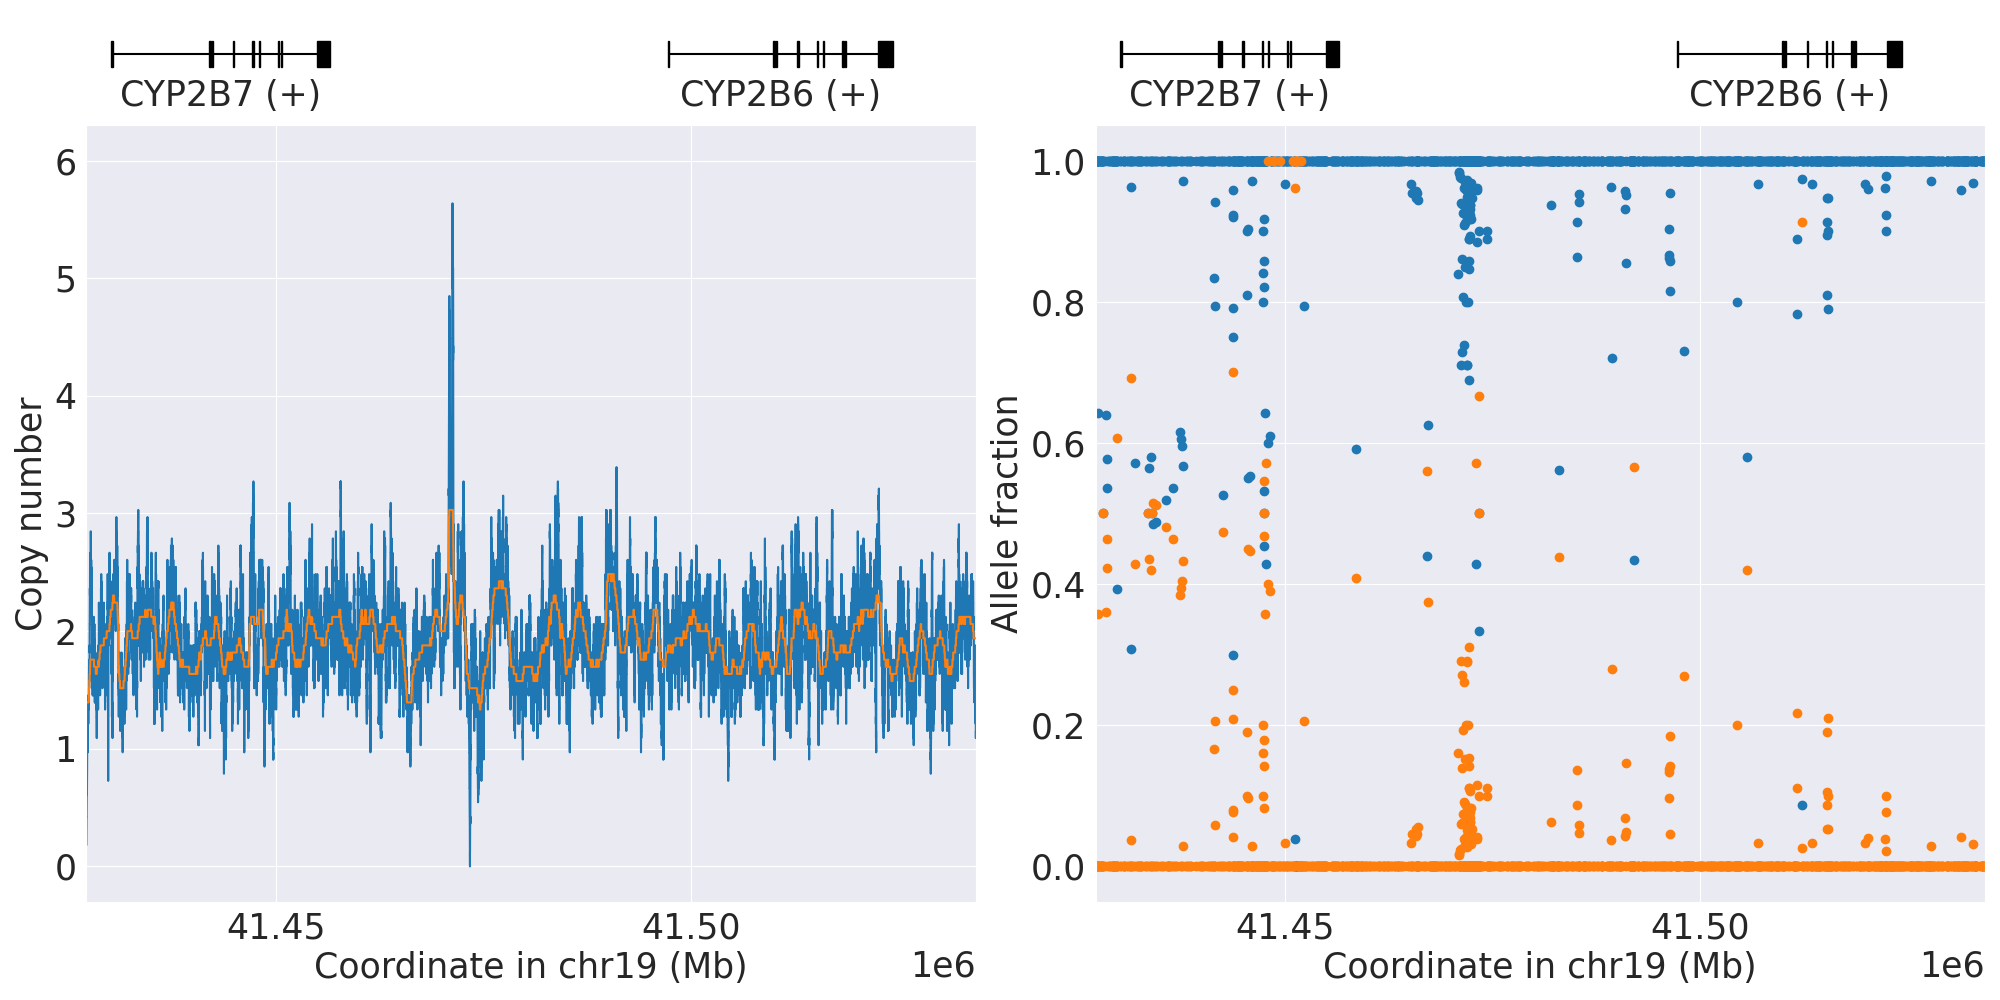 CYP2B7 (+)
CYP2B6 (+)
6
5
4
3
2
1
0
Copy number
41.45
41.50
Coordinate in chr19 (Mb)
1e6
CYP2B7 (+)
CYP2B6 (+)
1.0
0.8
0.6
0.4
0.2
0.0
Allele fraction
41.45
41.50
Coordinate in chr19 (Mb)
1e6